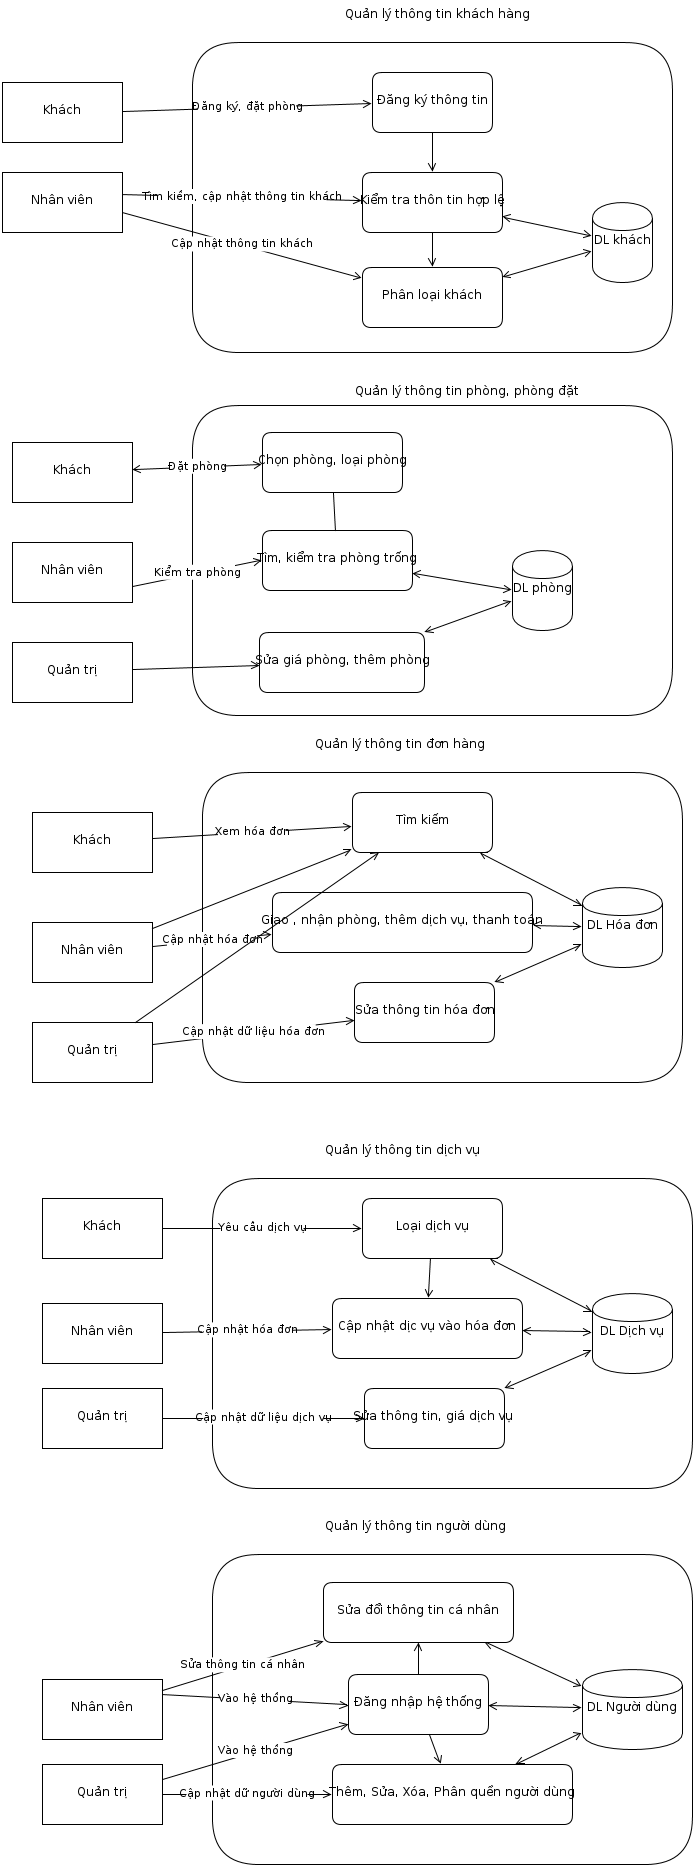 Quản lý thông tin khách hàng
Khách
Đăng ký, đặt phòng
Đăng ký thông tin
Nhân viên
Tìm kiếm, cập nhật thông tin khách
Kiểm tra thôn tin hợp lệ
Cập nhật thông tin khách
DL khách
Phân loại khách
Quản lý thông tin phòng, phòng đặt
Khách
Đặt phòng
Chọn phòng, loại phòng
Nhân viên
Kiểm tra phòng
Tìm, kiểm tra phòng trống
DL phòng
Quản trị
Sửa giá phòng, thêm phòng
Quản lý thông tin đơn hàng
Khách
Xem hóa đơn
Tìm kiếm
Nhân viên
Cập nhật hóa đơn
Giao , nhận phòng, thêm dịch vụ, thanh toán
DL Hóa đơn
Quản trị
Cập nhật dữ liệu hóa đơn
Sửa thông tin hóa đơn
Quản lý thông tin dịch vụ
Khách
Yêu cầu dịch vụ
Loại dịch vụ
Nhân viên
Cập nhật hóa đơn
Cập nhật dịc vụ vào hóa đơn
DL Dịch vụ
Quản trị
Cập nhật dữ liệu dịch vụ
Sửa thông tin, giá dịch vụ
Quản lý thông tin người dùng
Sửa đổi thông tin cá nhân
Sửa thông tin cá nhân
Nhân viên
Vào hệ thống
Đăng nhập hệ thống
DL Người dùng
Vào hệ thống
Quản trị
Cập nhật dữ người dùng
Thêm, Sửa, Xóa, Phân quền người dùng